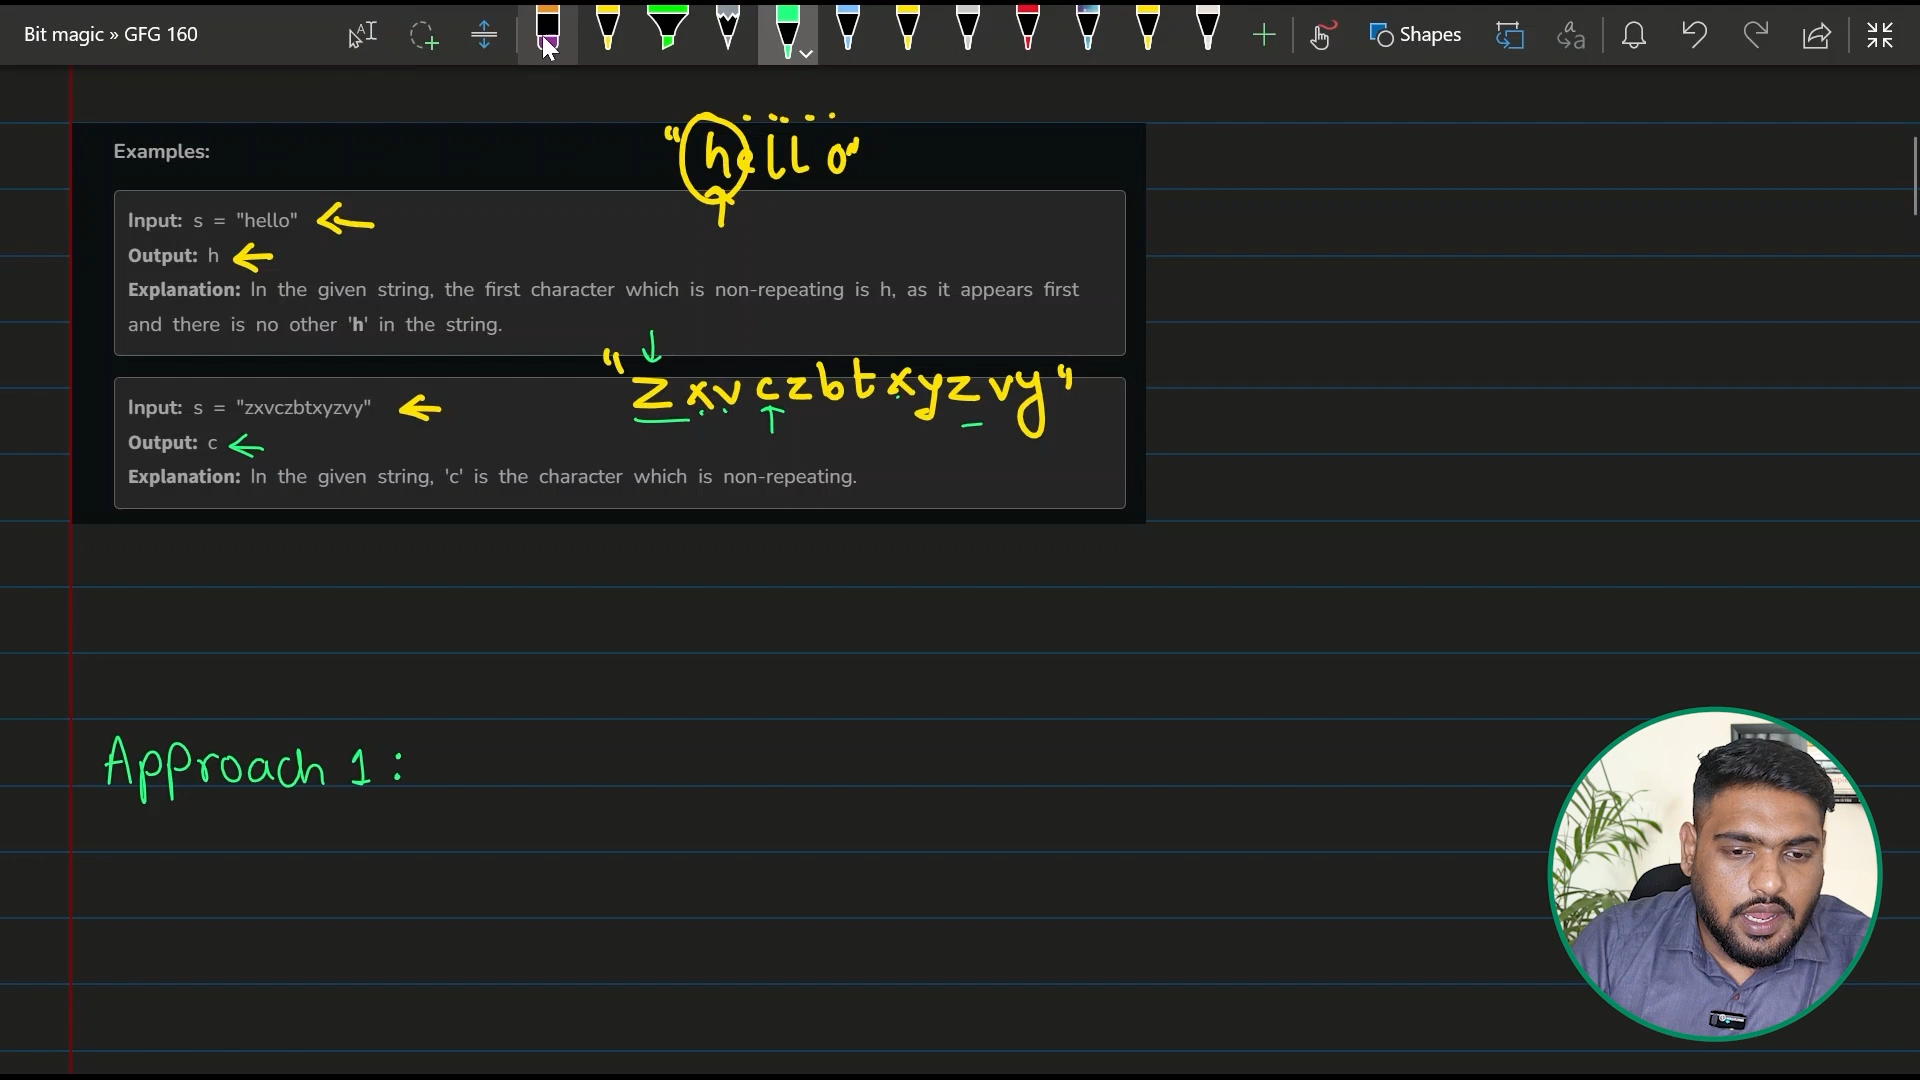 Bit magic » GFG 160
Shapes
Examples:
"hello"
Input: s = "hello"
Output: h
Explanation: In the given string, the first character which is non-repeating is h, as it appears first
and there is no other 'h' in the string.
"zxvczbtxyzvy"
Input: s = "zxvczbtxyzvy"
Output: c
Explanation: In the given string, 'c' is the character which is non-repeating.
Approach 1 :